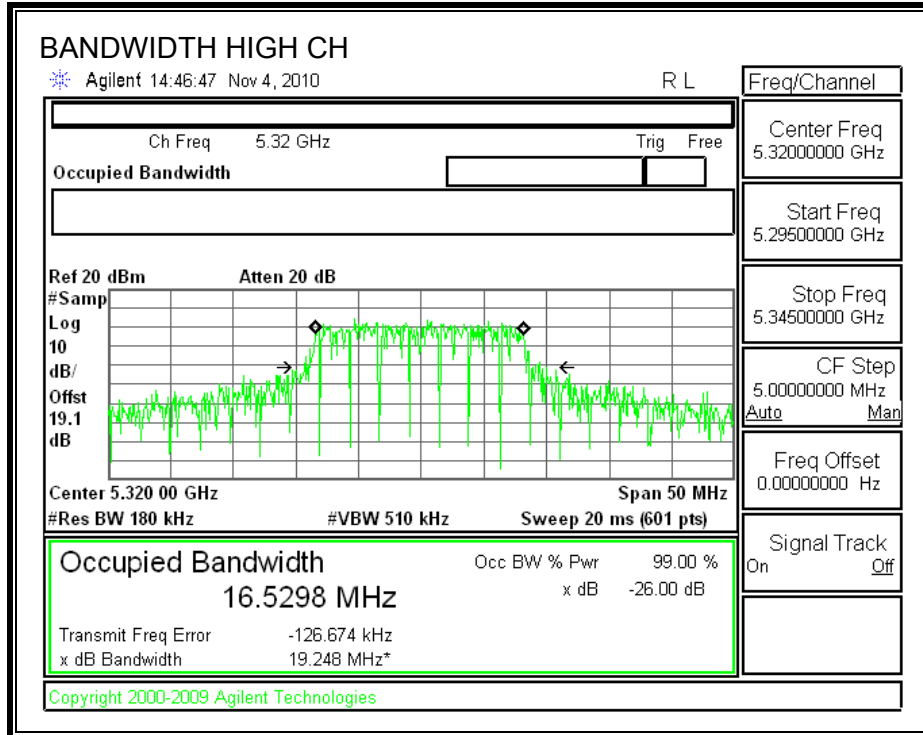 BANDWIDTH HIGH CH
Agilent 14:46:47 Nov 4, 2010 R L
Ch Freq 5.32 GHz Trig Free
Occupied Bandwidth
Ref 20 dBm Atten 20 dB
#Samp
Log
10
dB/
Offst
19.1
dB
Center 5.320 00 GHz Span 50 MHz
#Res BW 180 kHz #VBW 510 kHz Sweep 20 ms (601 pts)
Occupied Bandwidth Occ BW % Pwr 99.00 %
16.5298 MHz x dB -26.00 dB
Transmit Freq Error -126.674 kHz
x dB Bandwidth 19.248 MHz*
Copyright 2000-2009 Agilent Technologies
Freq/Channel
Center Freq
5.32000000 GHz
Start Freq
5.29500000 GHz
Stop Freq
5.34500000 GHz
CF Step
5.00000000 MHz
Auto Man
Freq Offset
0.00000000 Hz
Signal Track
On Off